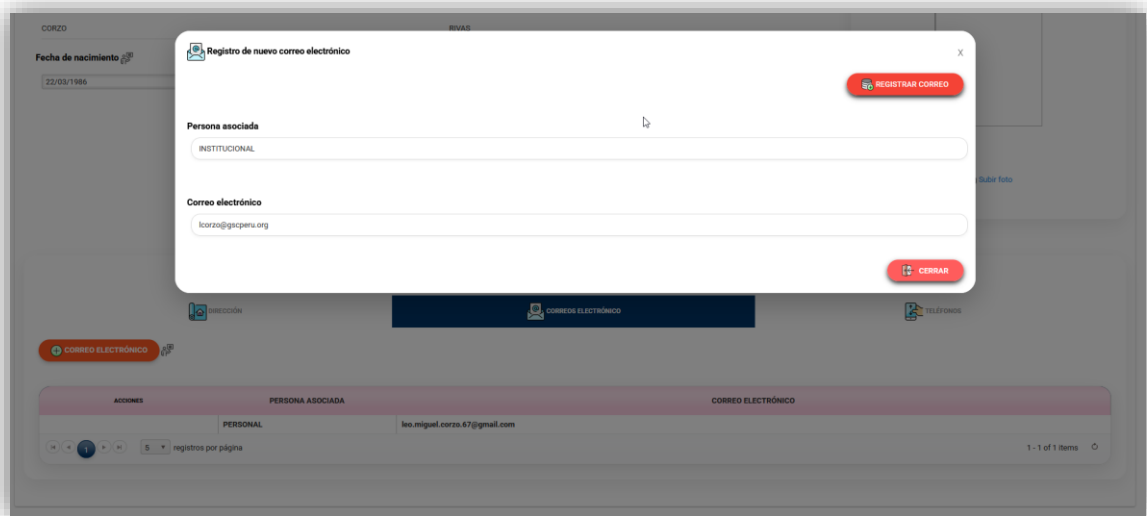 CORZO RIVAS
Fecha de nacimiento
22/03/1986
Registro de nuevo correo electrónico X
REGISTRAR CORREO
Persona asociada
INSTITUCIONAL
Subir foto
Correo electrónico
lcorzo@gscperu.org
CERRAR
DIRECCIÓN CORREOS ELECTRÓNICO TELÉFONOS
CORREO ELECTRÓNICO
ACCIONES PERSONA ASOCIADA CORREO ELECTRÓNICO
PERSONAL leo.miguel.corzo.67@gmail.com
1 5 registros por página 1 - 1 of 1 items